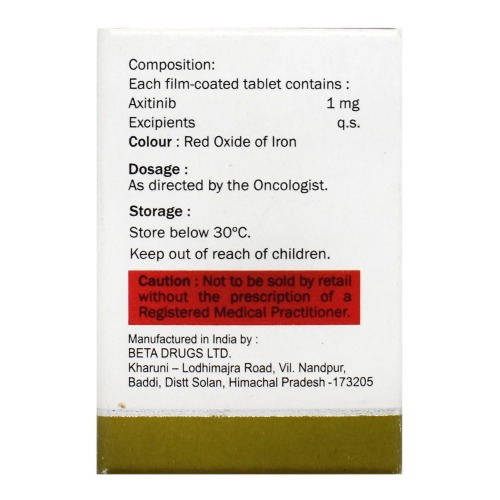 Composition:
Each film-coated tablet contains :
Axitinib 1 mg
Excipients q.s.
Colour : Red Oxide of Iron
Dosage :
As directed by the Oncologist.
Storage :
Store below 30ºC.
Keep out of reach of children.
Caution : Not to be sold by retail
without the prescription of a
Registered Medical Practitioner.
Manufactured in India by :
BETA DRUGS LTD.
Kharuni – Lodhimajra Road, Vil. Nandpur,
Baddi, Distt Solan, Himachal Pradesh -173205